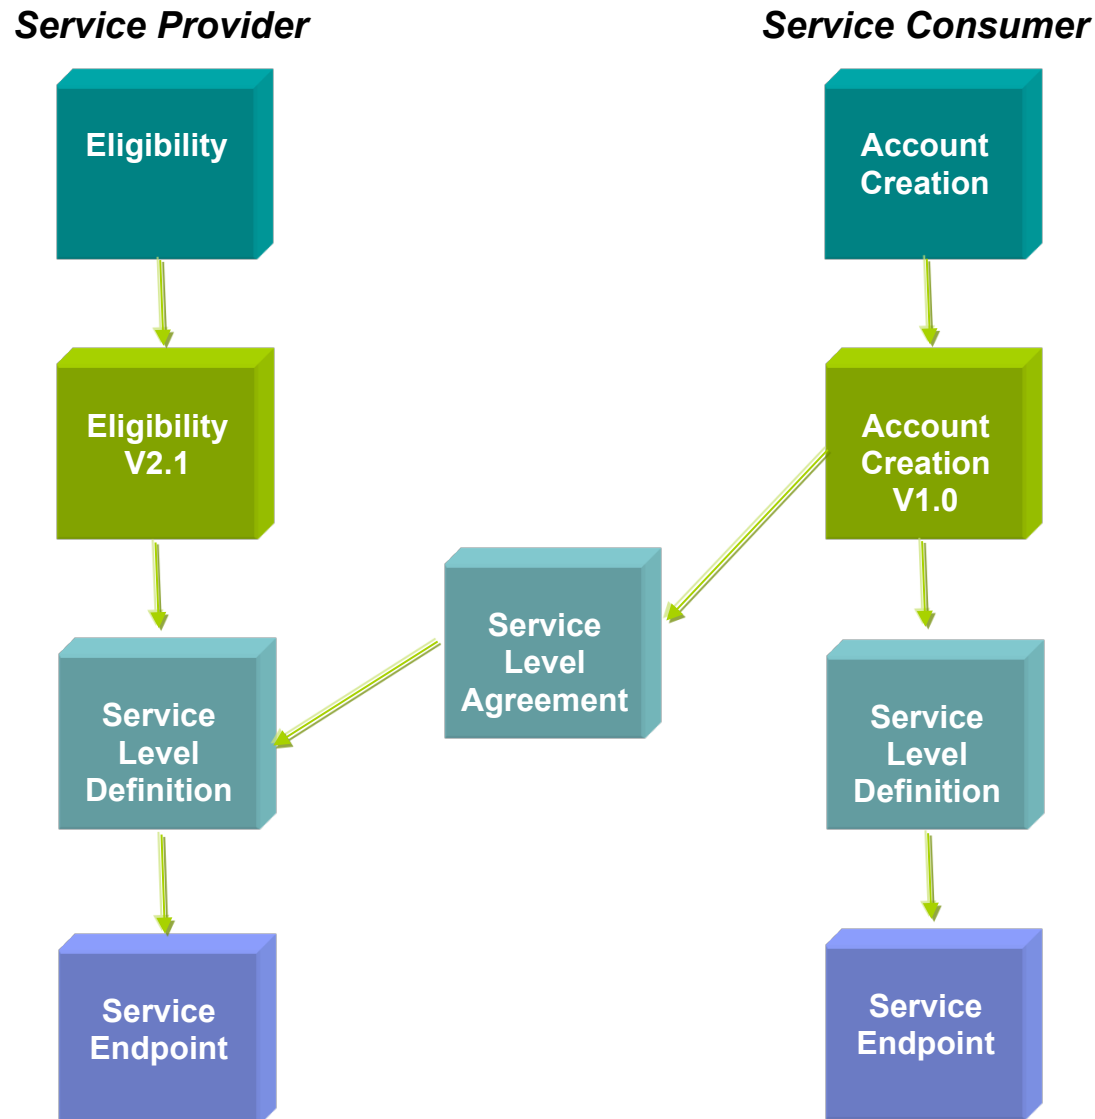 Service Provider
Service Consumer
Eligibility
Account
Creation
Eligibility
V2.1
Account
Creation
V1.0
Service
Level
Agreement
Service
Level
Definition
Service
Level
Definition
Service
Endpoint
Service
Endpoint